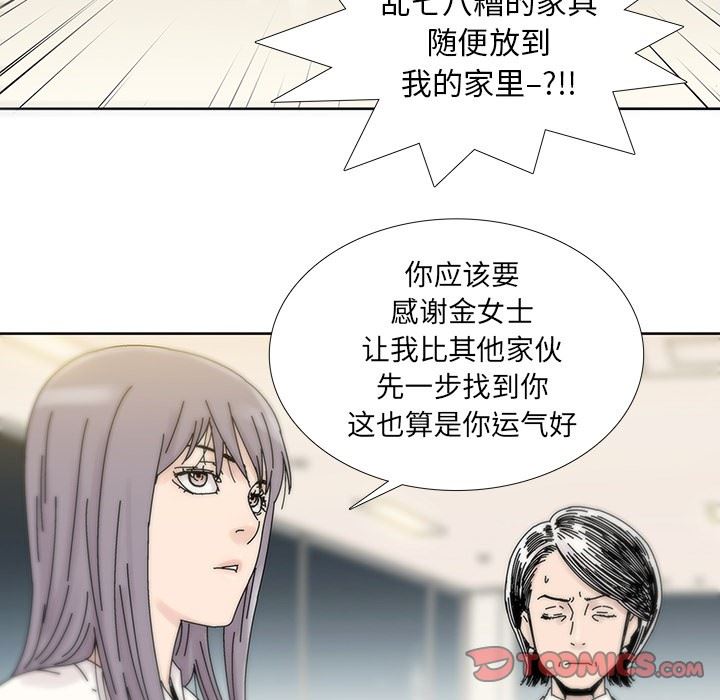 乱七八糟的家具
随便放到
我的家里-?!!
你应该要
感谢金女士
让我比其他家伙
先一步找到你
这也算是你运气好
TOOMICS.COM